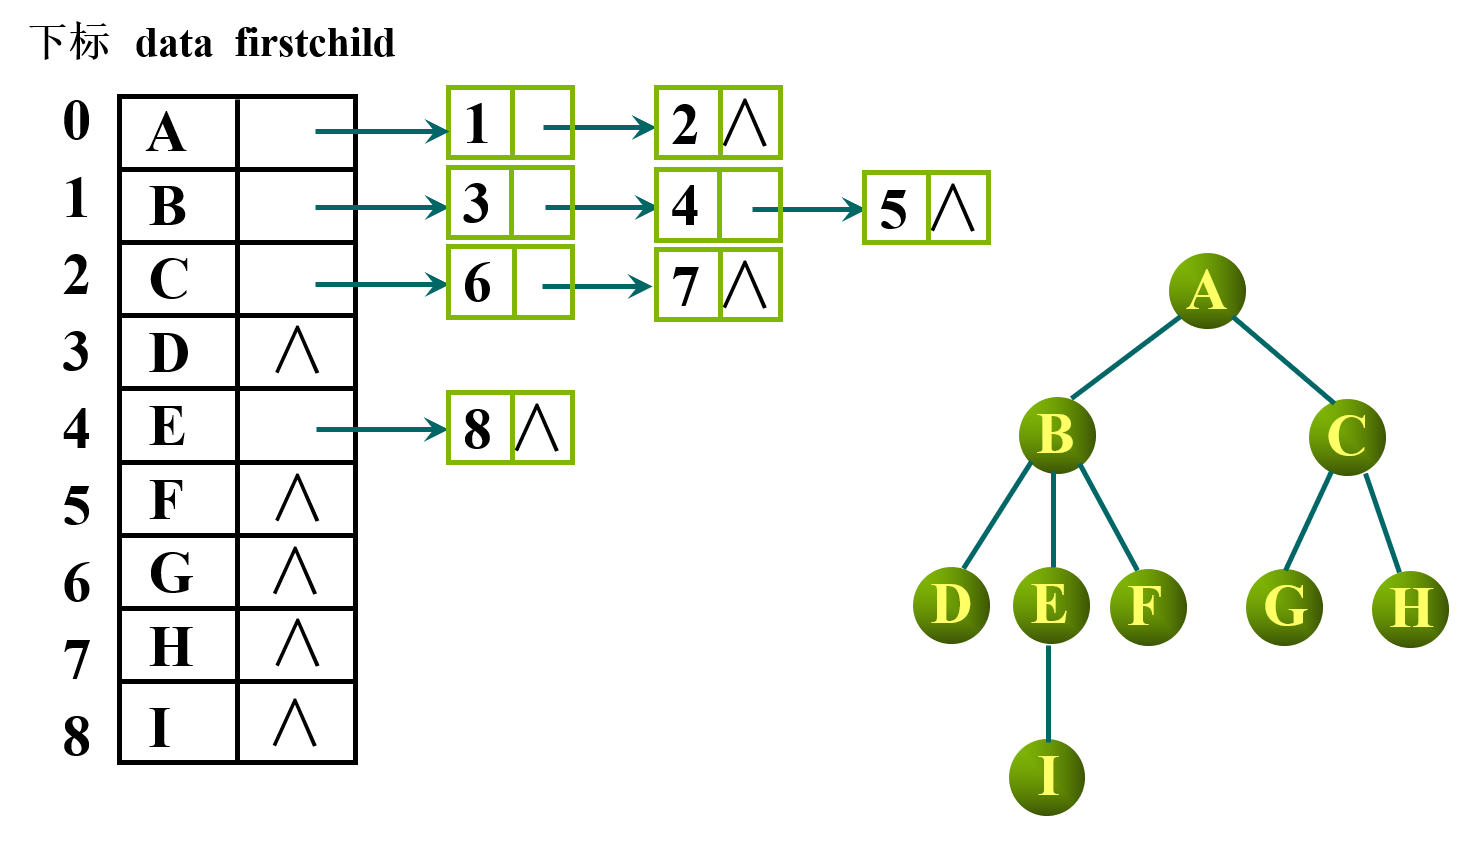 下标 data firstchild
0 A 1 2 ∧
1 B 3 4 5 ∧
2 C 6 7 ∧
3 D ∧
4 E 8 ∧
5 F ∧
6 G ∧
7 H ∧
8 I ∧
A
B C
D E F G H
I